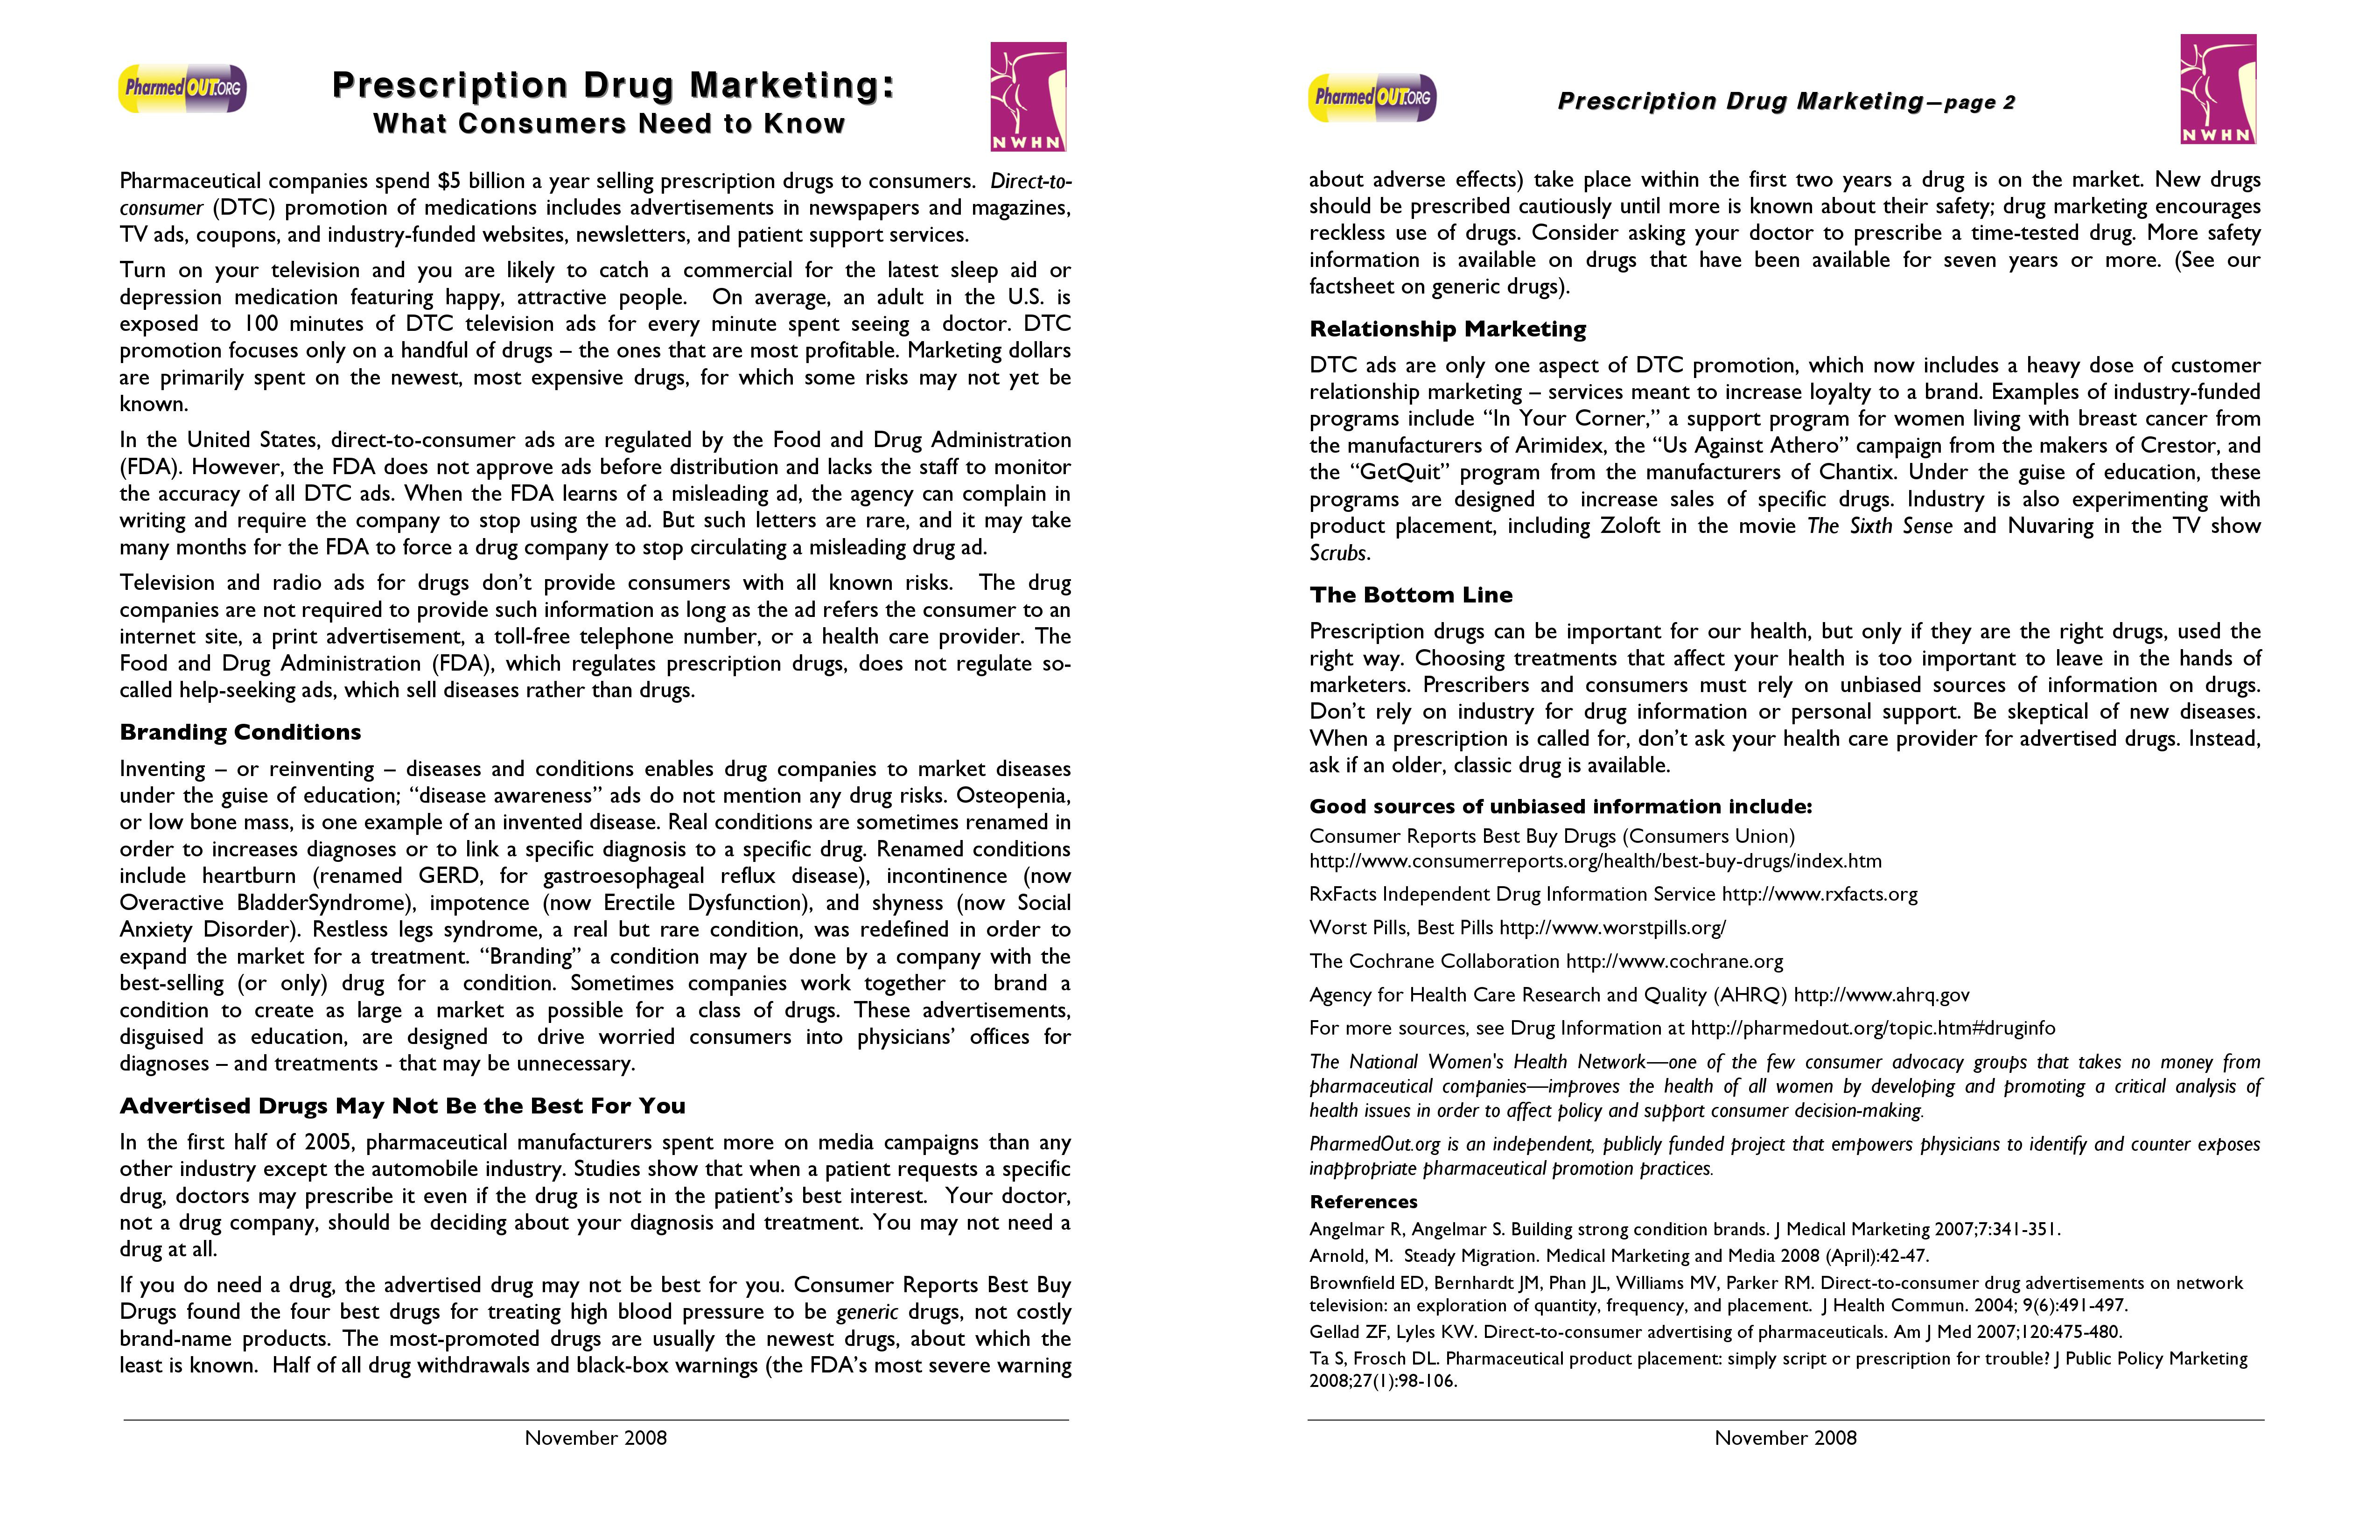 PharmedOUT.ORG
Prescription Drug Marketing:
What Consumers Need to Know
NWHN
Pharmaceutical companies spend $5 billion a year selling prescription drugs to consumers. Direct-to-
consumer (DTC) promotion of medications includes advertisements in newspapers and magazines,
TV ads, coupons, and industry-funded websites, newsletters, and patient support services.
Turn on your television and you are likely to catch a commercial for the latest sleep aid or
depression medication featuring happy, attractive people. On average, an adult in the U.S. is
exposed to 100 minutes of DTC television ads for every minute spent seeing a doctor. DTC
promotion focuses only on a handful of drugs – the ones that are most profitable. Marketing dollars
are primarily spent on the newest, most expensive drugs, for which some risks may not yet be
known.
In the United States, direct-to-consumer ads are regulated by the Food and Drug Administration
(FDA). However, the FDA does not approve ads before distribution and lacks the staff to monitor
the accuracy of all DTC ads. When the FDA learns of a misleading ad, the agency can complain in
writing and require the company to stop using the ad. But such letters are rare, and it may take
many months for the FDA to force a drug company to stop circulating a misleading drug ad.
Television and radio ads for drugs don’t provide consumers with all known risks. The drug
companies are not required to provide such information as long as the ad refers the consumer to an
internet site, a print advertisement, a toll-free telephone number, or a health care provider. The
Food and Drug Administration (FDA), which regulates prescription drugs, does not regulate so-
called help-seeking ads, which sell diseases rather than drugs.
Branding Conditions
Inventing – or reinventing – diseases and conditions enables drug companies to market diseases
under the guise of education; “disease awareness” ads do not mention any drug risks. Osteopenia,
or low bone mass, is one example of an invented disease. Real conditions are sometimes renamed in
order to increases diagnoses or to link a specific diagnosis to a specific drug. Renamed conditions
include heartburn (renamed GERD, for gastroesophageal reflux disease), incontinence (now
Overactive BladderSyndrome), impotence (now Erectile Dysfunction), and shyness (now Social
Anxiety Disorder). Restless legs syndrome, a real but rare condition, was redefined in order to
expand the market for a treatment. “Branding” a condition may be done by a company with the
best-selling (or only) drug for a condition. Sometimes companies work together to brand a
condition to create as large a market as possible for a class of drugs. These advertisements,
disguised as education, are designed to drive worried consumers into physicians’ offices for
diagnoses – and treatments - that may be unnecessary.
Advertised Drugs May Not Be the Best For You
In the first half of 2005, pharmaceutical manufacturers spent more on media campaigns than any
other industry except the automobile industry. Studies show that when a patient requests a specific
drug, doctors may prescribe it even if the drug is not in the patient’s best interest. Your doctor,
not a drug company, should be deciding about your diagnosis and treatment. You may not need a
drug at all.
If you do need a drug, the advertised drug may not be best for you. Consumer Reports Best Buy
Drugs found the four best drugs for treating high blood pressure to be generic drugs, not costly
brand-name products. The most-promoted drugs are usually the newest drugs, about which the
least is known. Half of all drug withdrawals and black-box warnings (the FDA’s most severe warning
November 2008
PharmedOUT.ORG
Prescription Drug Marketing—page 2
NWHN
about adverse effects) take place within the first two years a drug is on the market. New drugs
should be prescribed cautiously until more is known about their safety; drug marketing encourages
reckless use of drugs. Consider asking your doctor to prescribe a time-tested drug. More safety
information is available on drugs that have been available for seven years or more. (See our
factsheet on generic drugs).
Relationship Marketing
DTC ads are only one aspect of DTC promotion, which now includes a heavy dose of customer
relationship marketing – services meant to increase loyalty to a brand. Examples of industry-funded
programs include “In Your Corner,” a support program for women living with breast cancer from
the manufacturers of Arimidex, the “Us Against Athero” campaign from the makers of Crestor, and
the “GetQuit” program from the manufacturers of Chantix. Under the guise of education, these
programs are designed to increase sales of specific drugs. Industry is also experimenting with
product placement, including Zoloft in the movie The Sixth Sense and Nuvaring in the TV show
Scrubs.
The Bottom Line
Prescription drugs can be important for our health, but only if they are the right drugs, used the
right way. Choosing treatments that affect your health is too important to leave in the hands of
marketers. Prescribers and consumers must rely on unbiased sources of information on drugs.
Don’t rely on industry for drug information or personal support. Be skeptical of new diseases.
When a prescription is called for, don’t ask your health care provider for advertised drugs. Instead,
ask if an older, classic drug is available.
Good sources of unbiased information include:
Consumer Reports Best Buy Drugs (Consumers Union)
http://www.consumerreports.org/health/best-buy-drugs/index.htm
RxFacts Independent Drug Information Service http://www.rxfacts.org
Worst Pills, Best Pills http://www.worstpills.org/
The Cochrane Collaboration http://www.cochrane.org
Agency for Health Care Research and Quality (AHRQ) http://www.ahrq.gov
For more sources, see Drug Information at http://pharmedout.org/topic.htm#druginfo
The National Women's Health Network—one of the few consumer advocacy groups that takes no money from
pharmaceutical companies—improves the health of all women by developing and promoting a critical analysis of
health issues in order to affect policy and support consumer decision-making.
PharmedOut.org is an independent, publicly funded project that empowers physicians to identify and counter exposes
inappropriate pharmaceutical promotion practices.
References
Angelmar R, Angelmar S. Building strong condition brands. J Medical Marketing 2007;7:341-351.
Arnold, M. Steady Migration. Medical Marketing and Media 2008 (April):42-47.
Brownfield ED, Bernhardt JM, Phan JL, Williams MV, Parker RM. Direct-to-consumer drug advertisements on network
television: an exploration of quantity, frequency, and placement. J Health Commun. 2004; 9(6):491-497.
Gellad ZF, Lyles KW. Direct-to-consumer advertising of pharmaceuticals. Am J Med 2007;120:475-480.
Ta S, Frosch DL. Pharmaceutical product placement: simply script or prescription for trouble? J Public Policy Marketing
2008;27(1):98-106.
November 2008